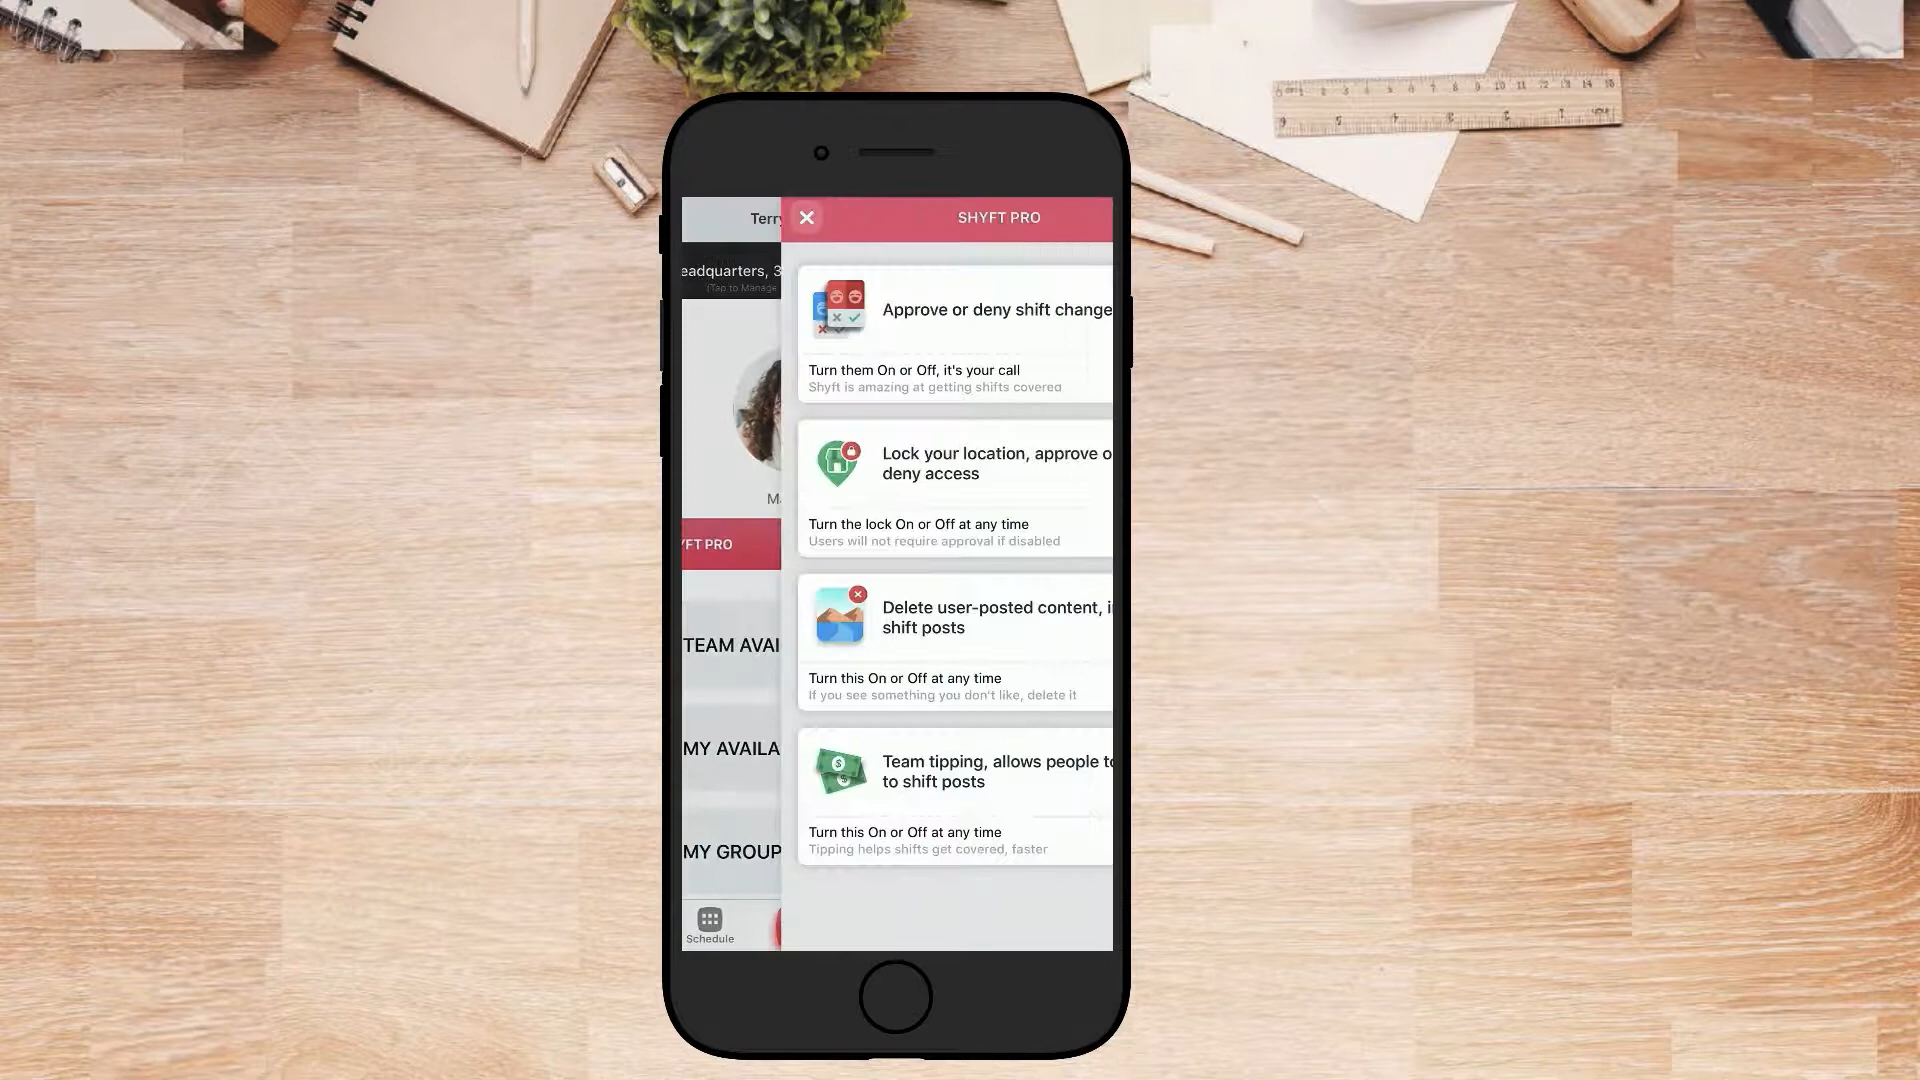 Terry
SHYFT PRO
eadquarters, 3
(Tap to Manage
Approve or deny shift change
Turn them On or Off, it's your call
Shyft is amazing at getting shifts covered
Lock your location, approve o
deny access
M
Turn the lock On or Off at any time
Users will not require approval if disabled
YFT PRO
Delete user-posted content, i
shift posts
TEAM AVAI
Turn this On or Off at any time
If you see something you don't like, delete it
MY AVAILA
Team tipping, allows people to
to shift posts
Turn this On or Off at any time
Tipping helps shifts get covered, faster
MY GROUP
Schedule